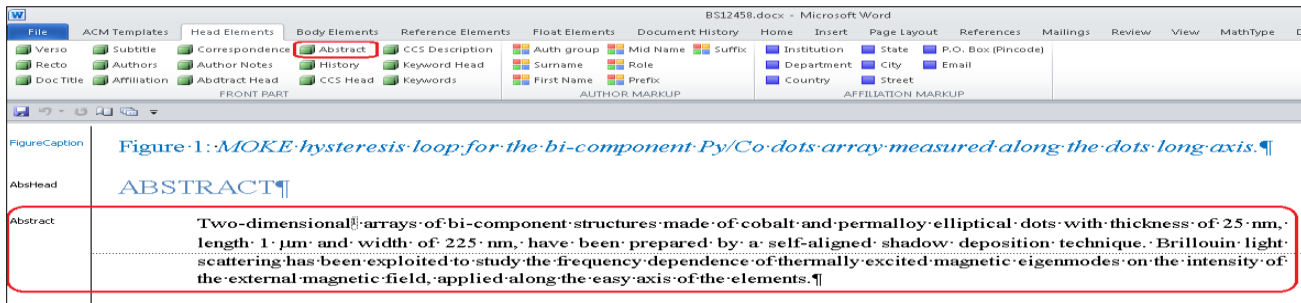 BS12458.docx - Microsoft Word
File ACM Templates Head Elements Body Elements Reference Elements Float Elements Document History Home Insert Page Layout References Mailings Review View MathType
Verso Subtitle Correspondence Abstract CCS Description Auth group Mid Name Suffix Institution State P.O. Box (Pincode)
Recto Authors Author Notes History Keyword Head Surname Role Department City Email
Doc Title Affiliation Abdtract Head CCS Head Keywords First Name Prefix Country Street
FRONT PART AUTHOR MARKUP AFFILIATION MARKUP
FigureCaption Figure 1: MOKE hysteresis loop for the bi-component Py/Co dots array measured along the dots long axis.¶
AbsHead ABSTRACT¶
Abstract Two-dimensional arrays of bi-component structures made of cobalt and permalloy elliptical dots with thickness of 25 nm,
length 1 µm and width of 225 nm, have been prepared by a self-aligned shadow deposition technique. Brillouin light
scattering has been exploited to study the frequency dependence of thermally excited magnetic eigenmodes on the intensity of
the external magnetic field, applied along the easy axis of the elements.¶